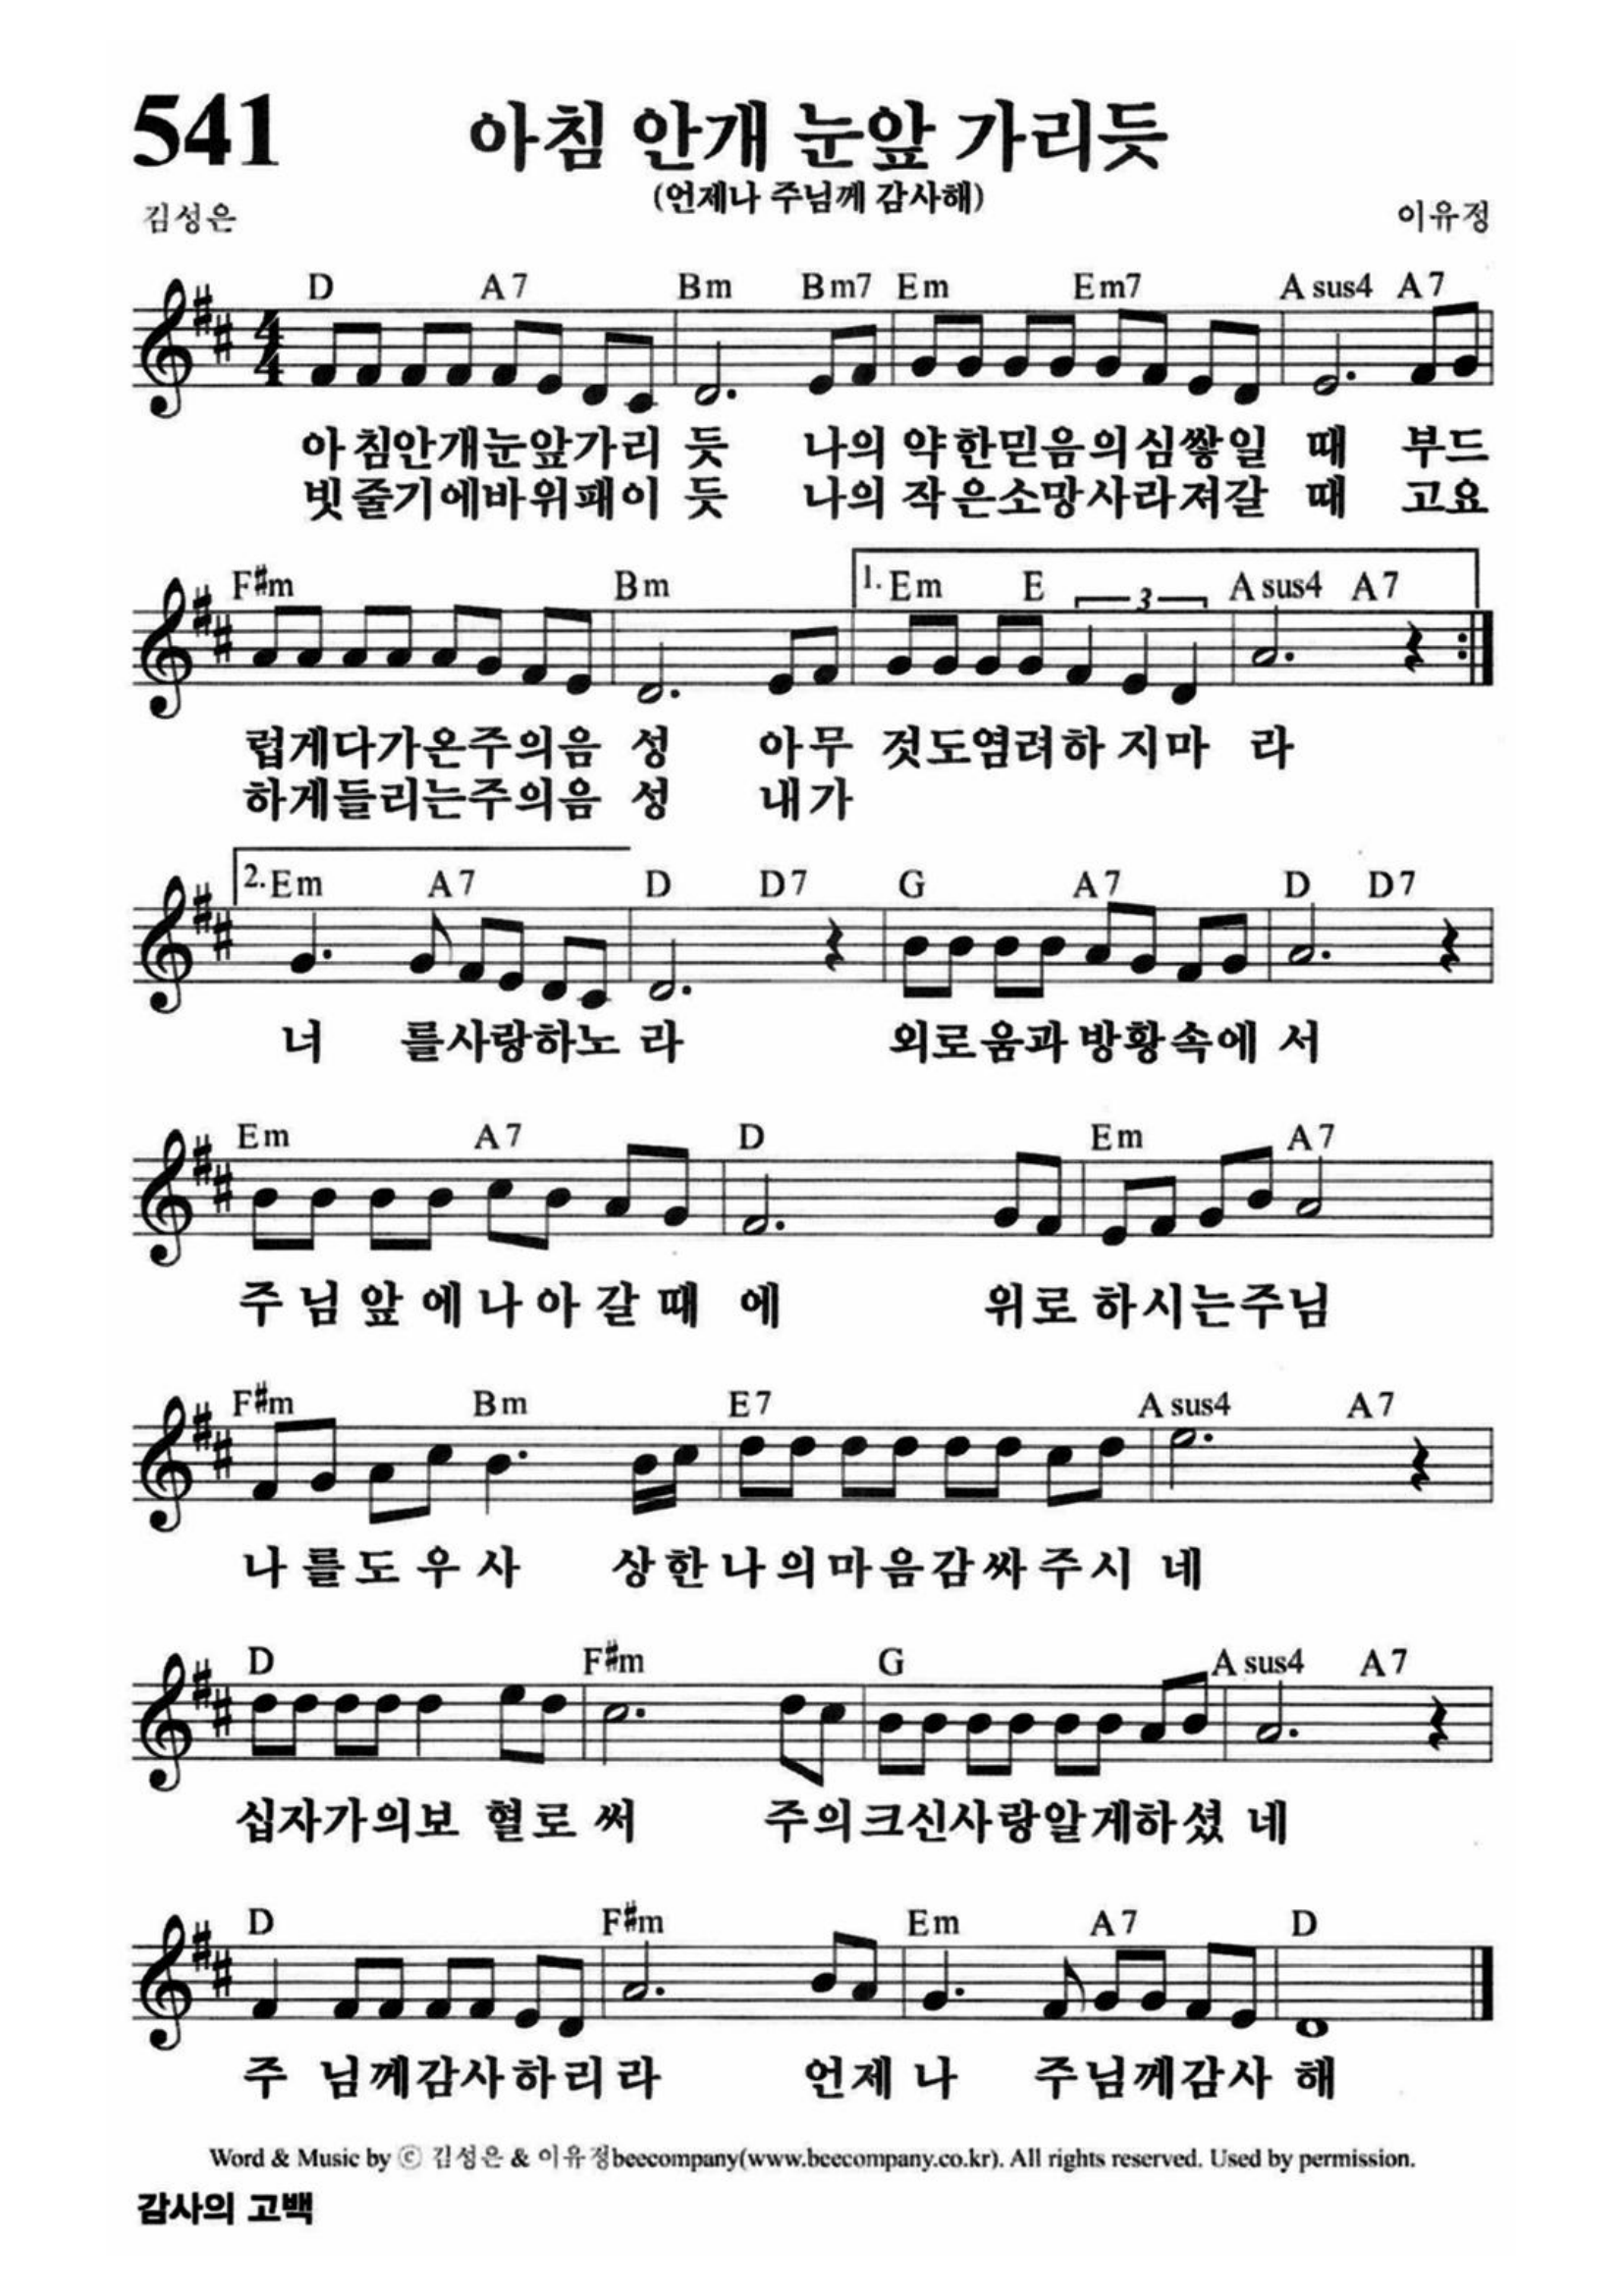 541
아침 안개 눈앞 가리듯
(언제나 주님께 감사해)
김성은 이유정
D A7 Bm Bm7 Em Em7 A sus4 A7
아침안개눈앞가리 듯 나의 약한믿음의심쌓일 때 부드
빗줄기에바위패이 듯 나의 작은소망사라져갈 때 고요
F#m Bm 1. Em E 3 A sus4 A7
럽게다가온주의음 성 아무 것도염려하지마 라
하게들리는주의음 성 내가
2. Em A7 D D7 G A7 D D7
너 를사랑하노 라 외로움과방황속에 서
Em A7 D Em A7
주님앞에나아갈때 에 위로 하시는주님
F#m Bm E7 A sus4 A7
나를도우사 상한 나의마음감싸주시 네
D F#m G A sus4 A7
십자가의보 혈로 써 주의 크신사랑알게하셨 네
D F#m Em A7 D
주 님께감사하리 라 언제 나 주님께감사 해
Word & Music by ⓒ 김성은 & 이유정beecompany(www.beecompany.co.kr). All rights reserved. Used by permission.
감사의 고백